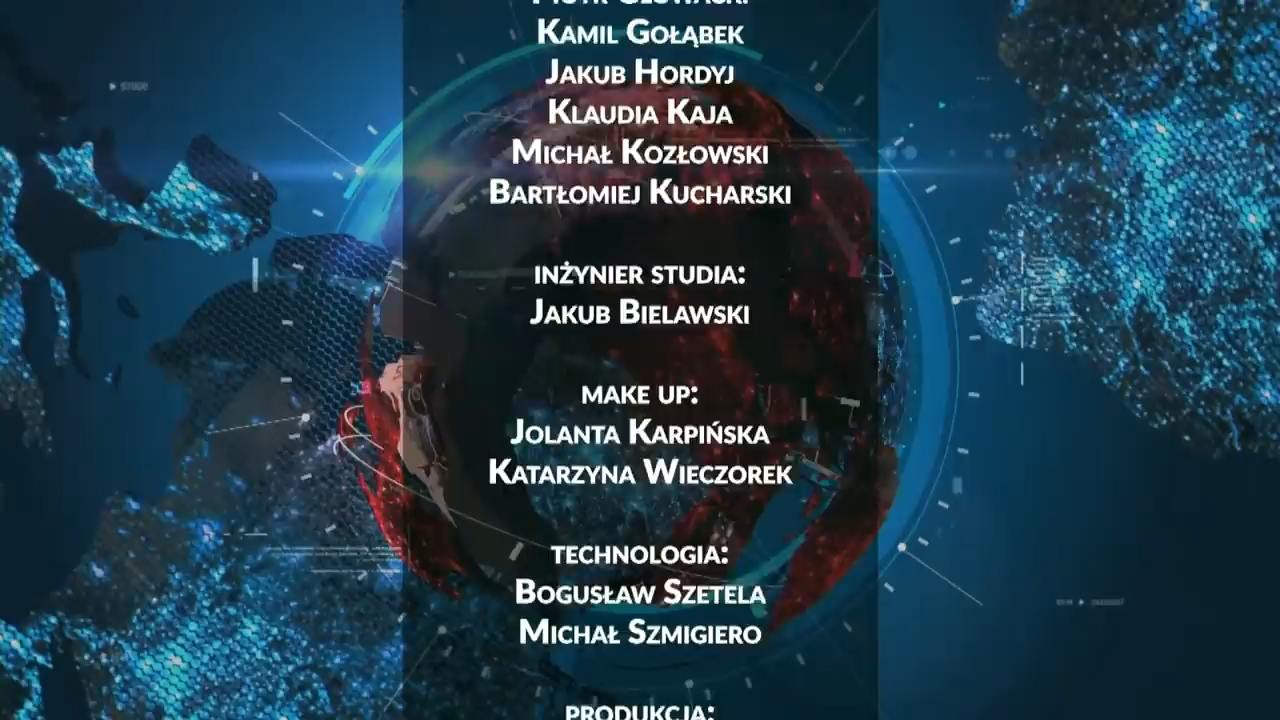 Kamil Gołąbek
Jakub Hordyj
Klaudia Kaja
Michał Kozłowski
Bartłomiej Kucharski
inżynier studia:
Jakub Bielawski
make up:
Jolanta Karpińska
Katarzyna Wieczorek
technologia:
Bogusław Szetela
Michał Szmigiero
produkcja: